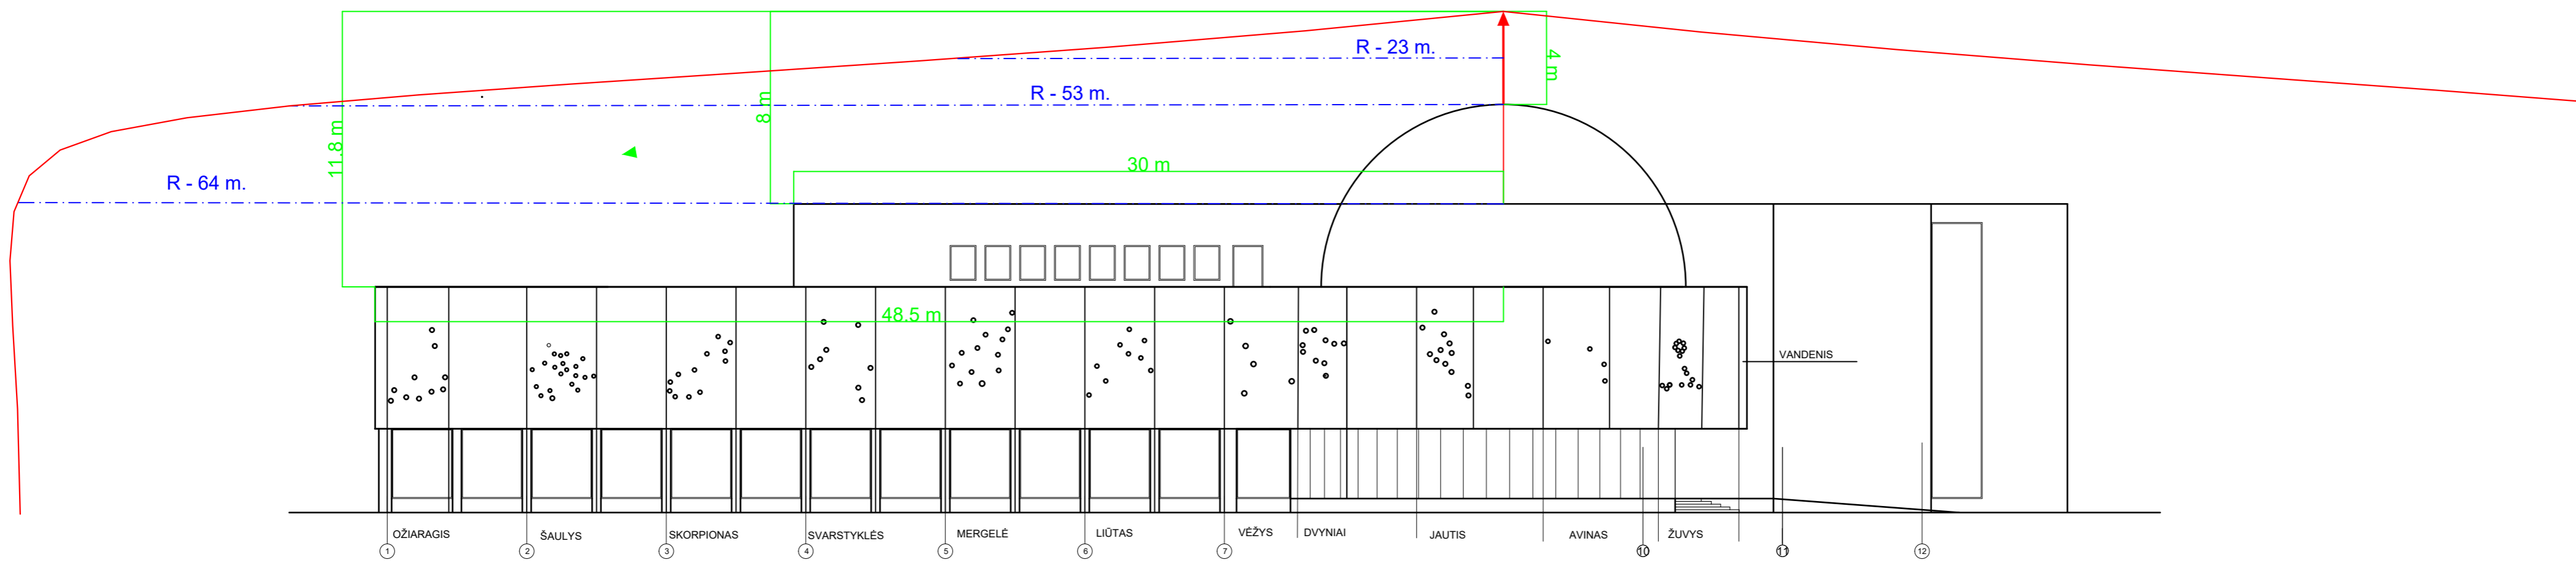 R - 23 m.
4 m
R - 53 m.
8 m
11.8 m
30 m
R - 64 m.
48.5 m
VANDENIS
OŽIARAGIS
ŠAULYS
SKORPIONAS
SVARSTYKLĖS
MERGELĖ
LIŪTAS
VĖŽYS
DVYNIAI
JAUTIS
AVINAS
ŽUVYS
1
2
3
4
5
6
7
10
11
12